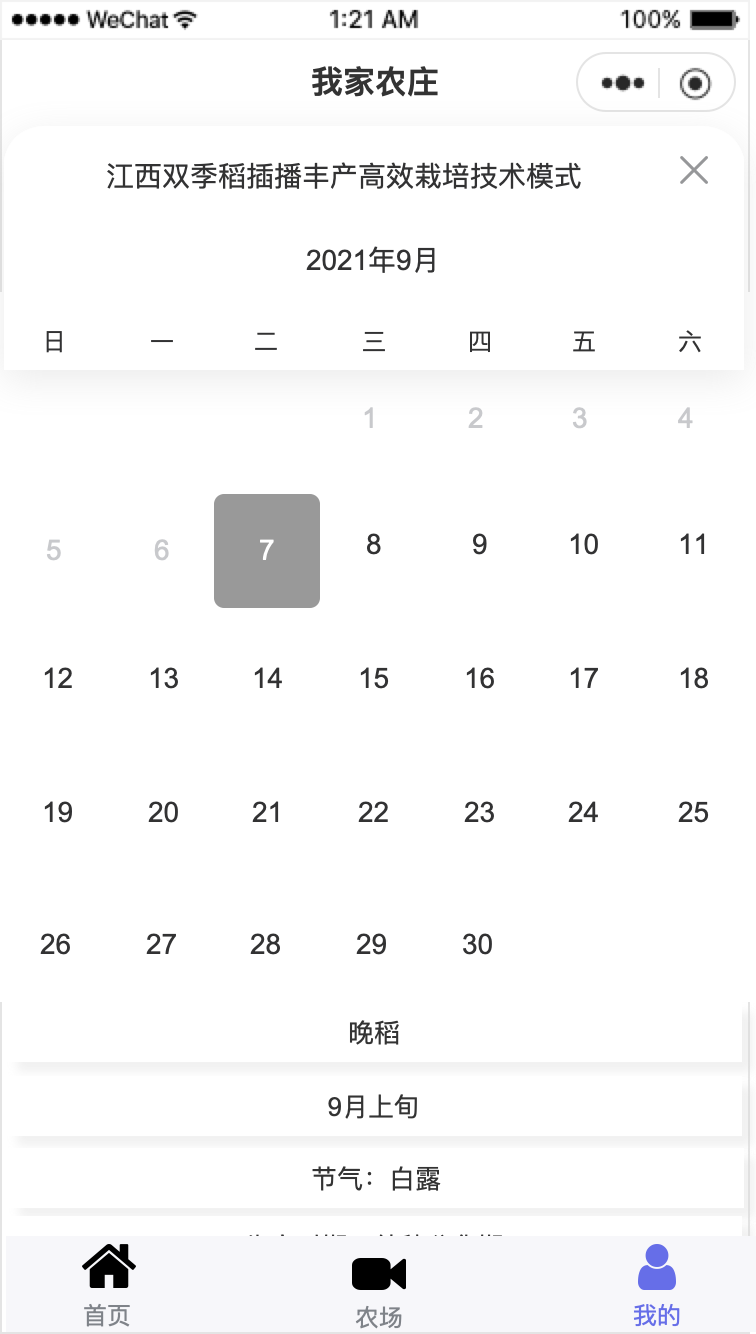 WeChat 1:21 AM 100%
我家农庄
江西双季稻插播丰产高效栽培技术模式
2021年9月
日 一 二 三 四 五 六
1 2 3 4
5 6 7 8 9 10 11
12 13 14 15 16 17 18
19 20 21 22 23 24 25
26 27 28 29 30
晚稻
9月上旬
节气：白露
首页 农场 我的